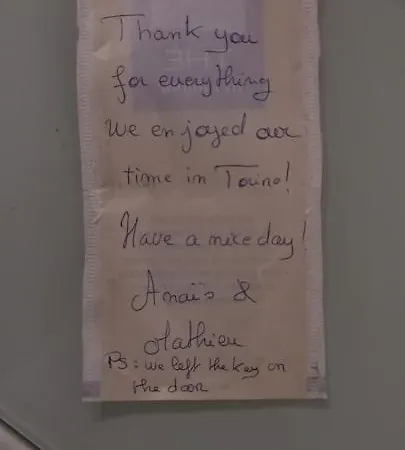 Thank you
for everything
we enjoyed our
time in Torino!
Have a nice day!
Anaïs &
Mathieu
PS: we left the key on
the door